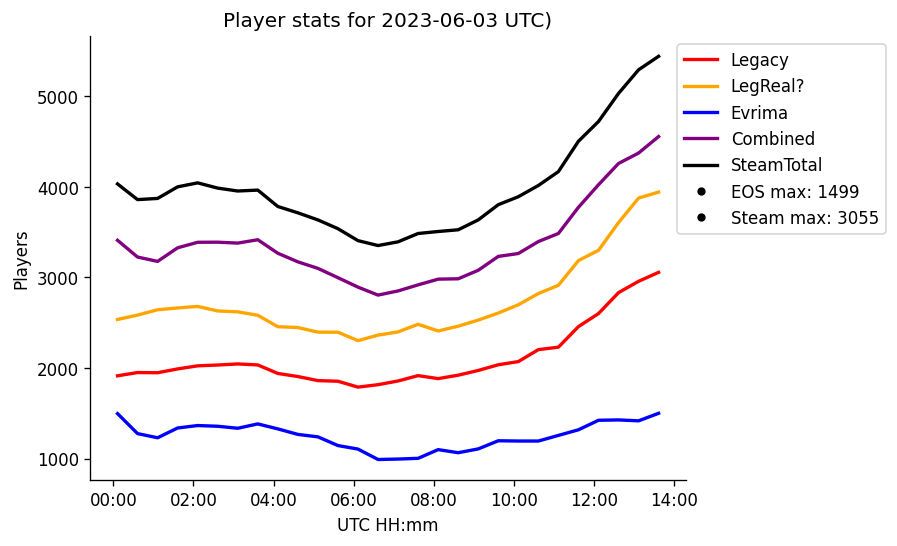 Player stats for 2023-06-03 UTC)
Players
5000
4000
3000
2000
1000
00:00 02:00 04:00 06:00 08:00 10:00 12:00 14:00
UTC HH:mm
Legacy
LegReal?
Evrima
Combined
SteamTotal
EOS max: 1499
Steam max: 3055